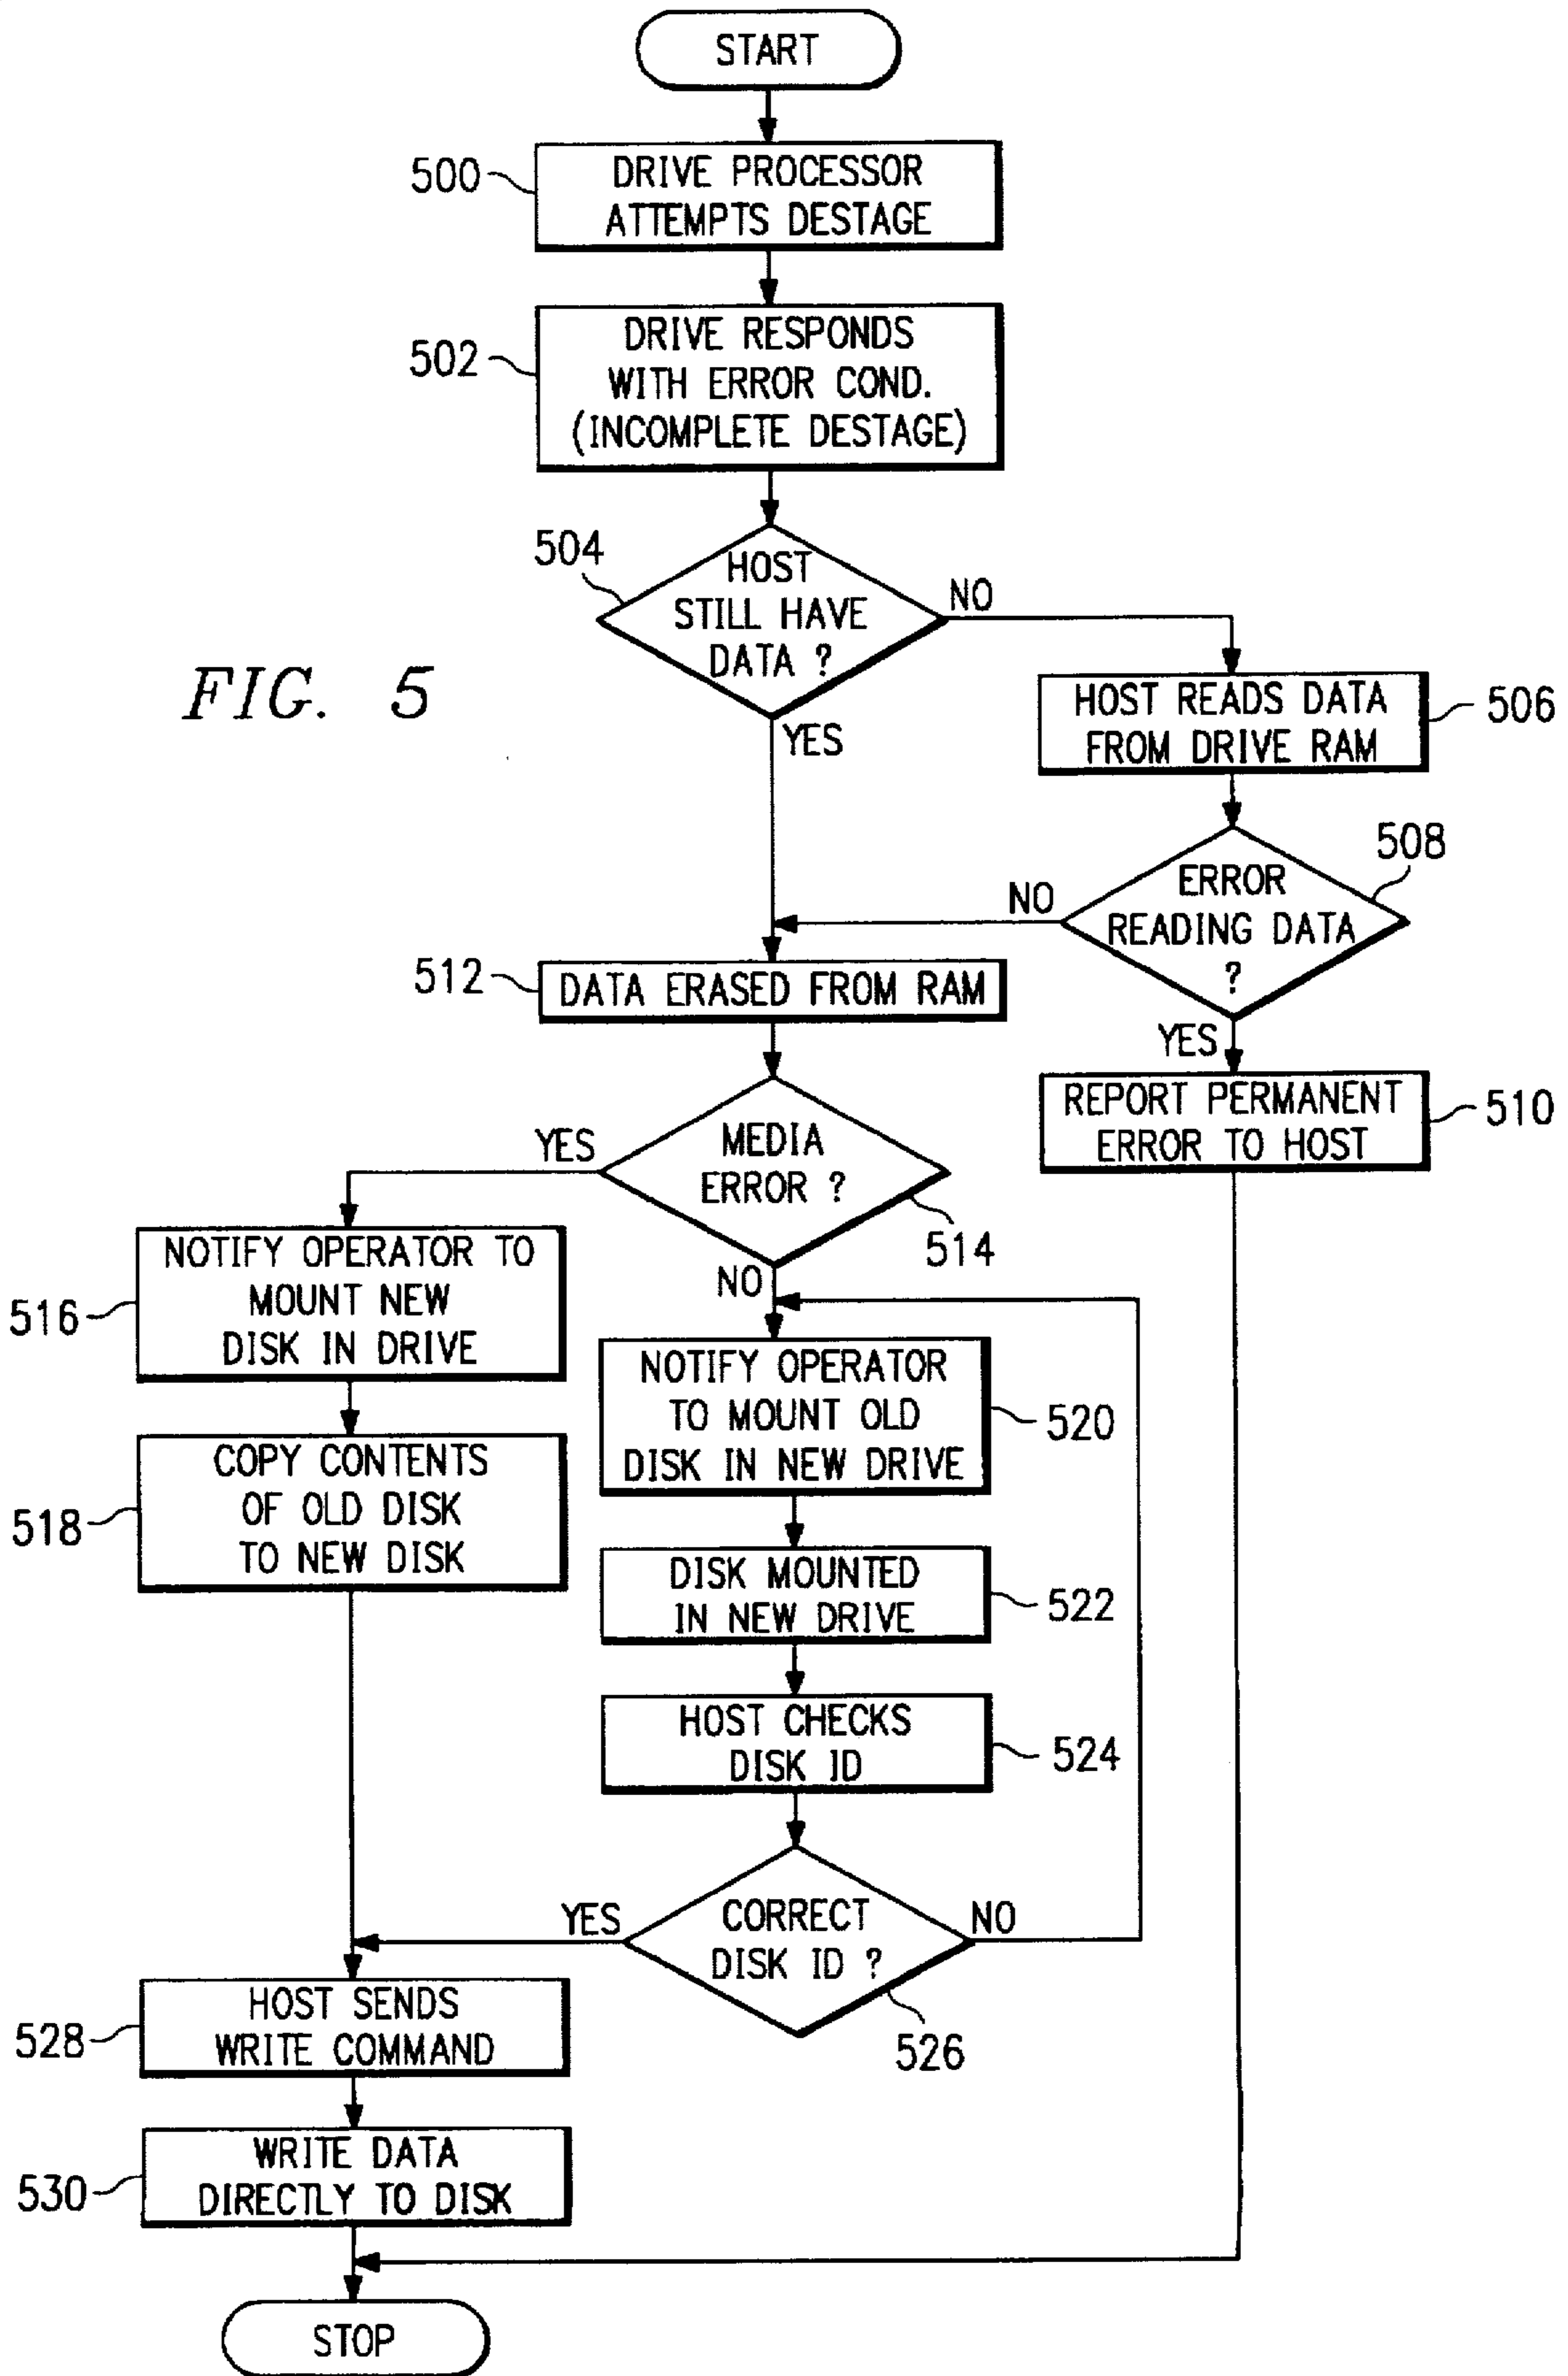 START
500
DRIVE PROCESSOR
ATTEMPTS DESTAGE
502
DRIVE RESPONDS
WITH ERROR COND.
(INCOMPLETE DESTAGE)
504
HOST
STILL HAVE
DATA ?
NO
YES
FIG. 5
HOST READS DATA
FROM DRIVE RAM
506
508
ERROR
READING DATA
?
NO
YES
512
DATA ERASED FROM RAM
REPORT PERMANENT
ERROR TO HOST
510
MEDIA
ERROR ?
YES
514
NO
516
NOTIFY OPERATOR TO
MOUNT NEW
DISK IN DRIVE
518
COPY CONTENTS
OF OLD DISK
TO NEW DISK
NOTIFY OPERATOR
TO MOUNT OLD
DISK IN NEW DRIVE
520
DISK MOUNTED
IN NEW DRIVE
522
HOST CHECKS
DISK ID
524
CORRECT
DISK ID ?
YES
NO
526
528
HOST SENDS
WRITE COMMAND
530
WRITE DATA
DIRECTLY TO DISK
STOP